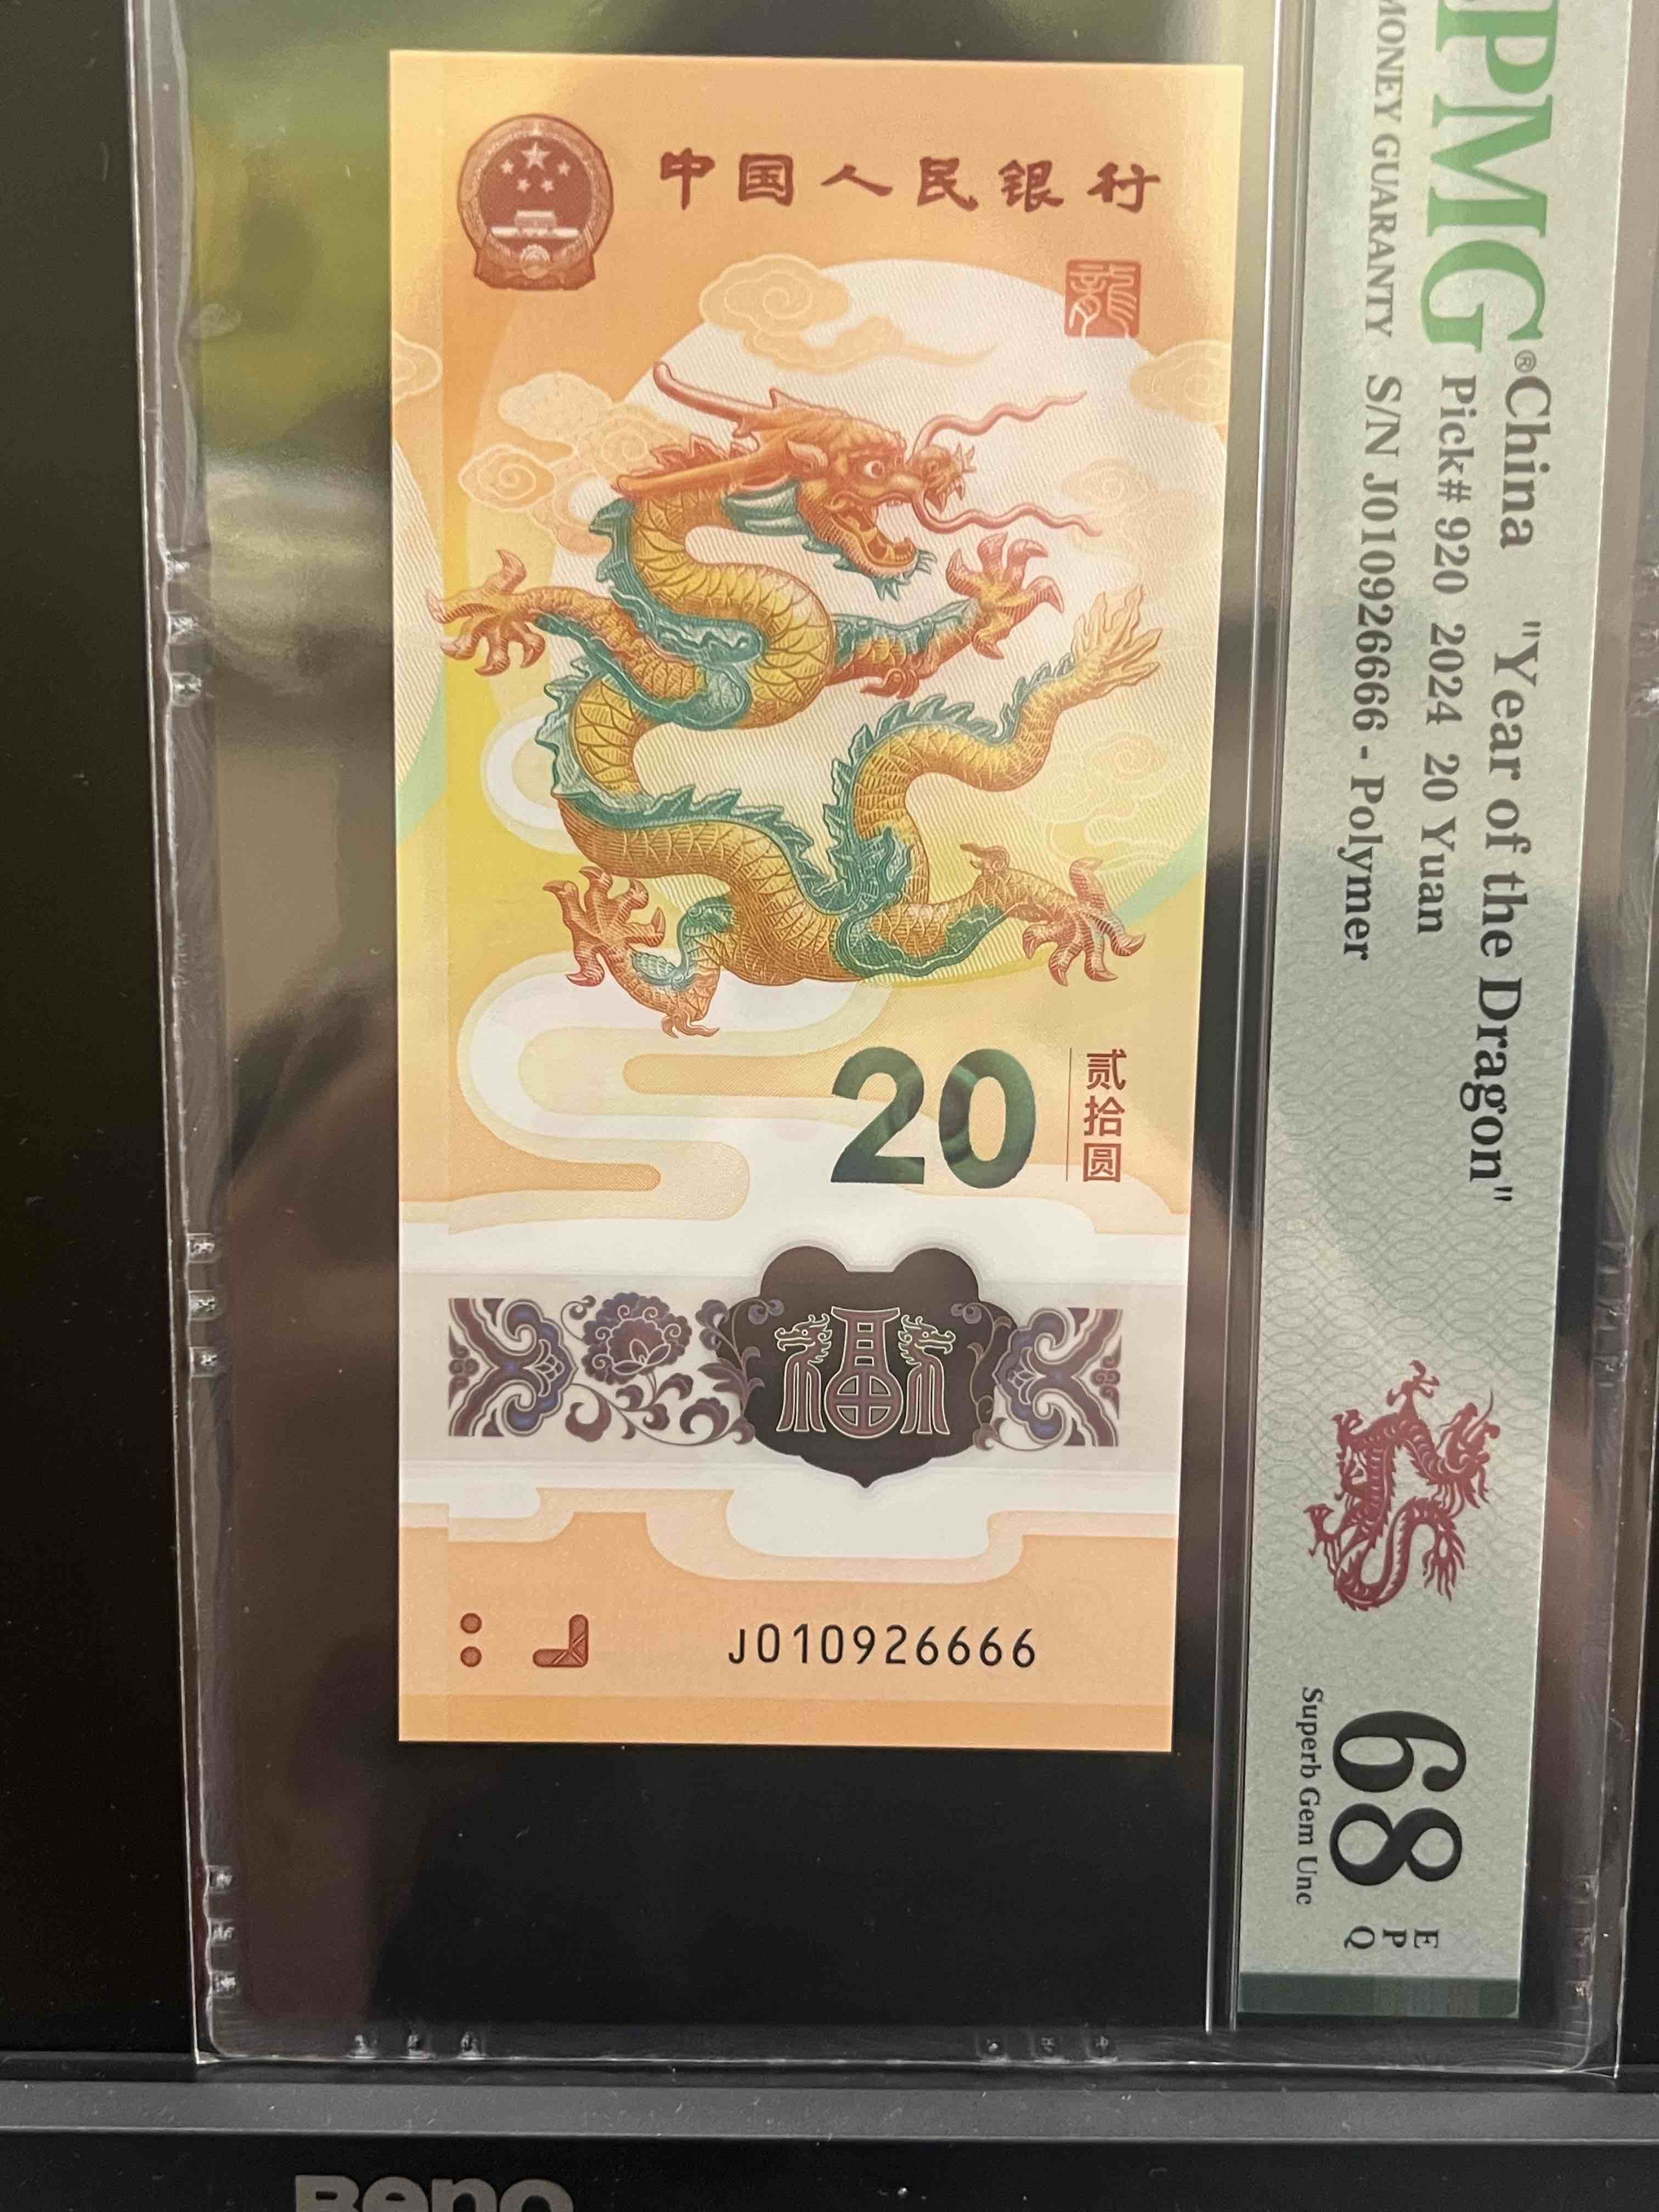 中国人民银行
龍
20
贰拾圆
福
J010926666
PMG
MONEY GUARANTY
®
China "Year of the Dragon"
Pick# 920 2024 20 Yuan
S/N J010926666 - Polymer
68
EPQ
Superb Gem Unc
BenQ